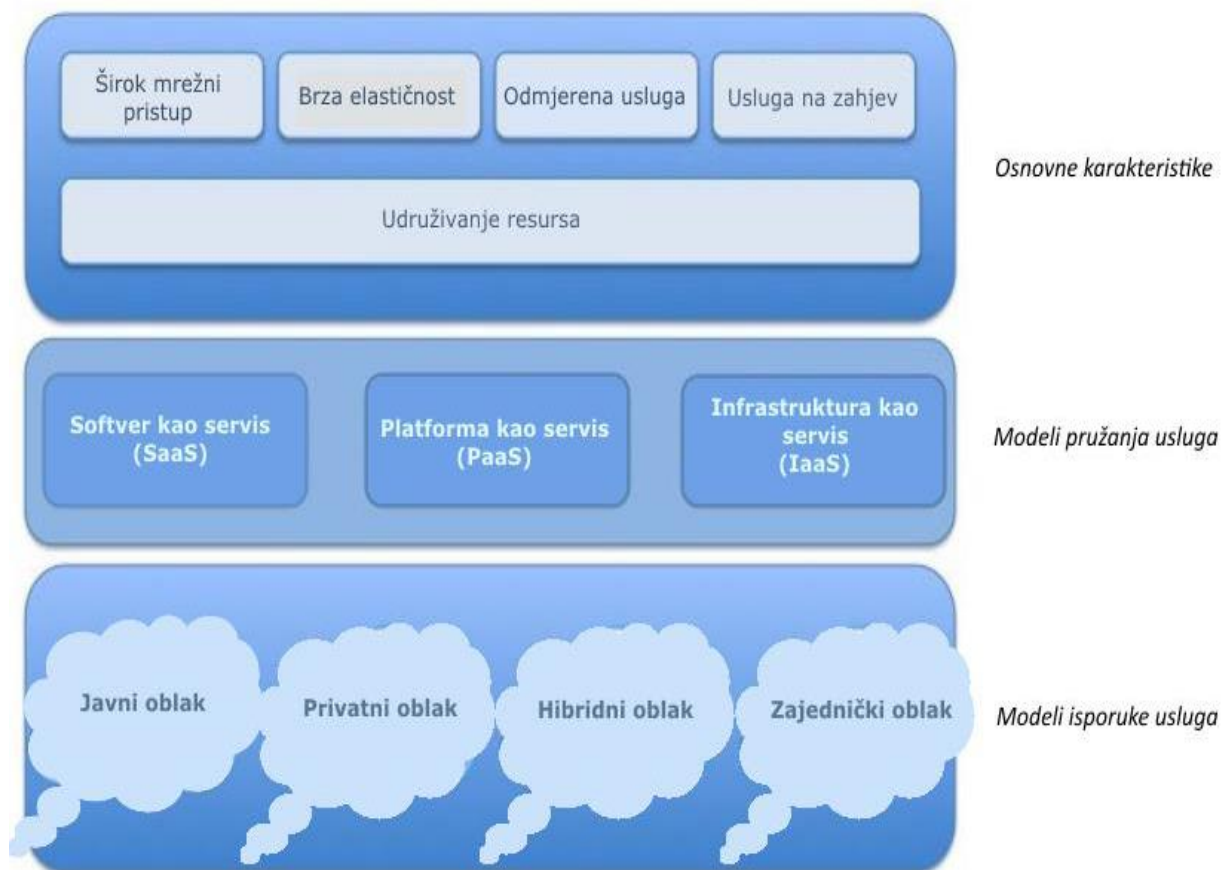 Širok mrežni
pristup
Brza elastičnost
Odmjerena usluga
Usluga na zahjev
Udruživanje resursa
Osnovne karakteristike
Softver kao servis
(SaaS)
Platforma kao servis
(PaaS)
Infrastruktura kao
servis
(IaaS)
Modeli pružanja usluga
Javni oblak
Privatni oblak
Hibridni oblak
Zajednički oblak
Modeli isporuke usluga